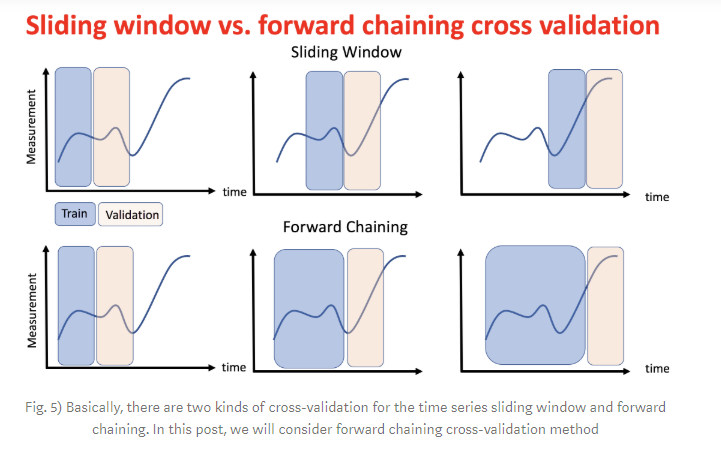 Sliding window vs. forward chaining cross validation
Sliding Window
Measurement
time
time
Train
Validation
Forward Chaining
Measurement
time
time
Fig. 5) Basically, there are two kinds of cross-validation for the time series sliding window and forward
chaining. In this post, we will consider forward chaining cross-validation method